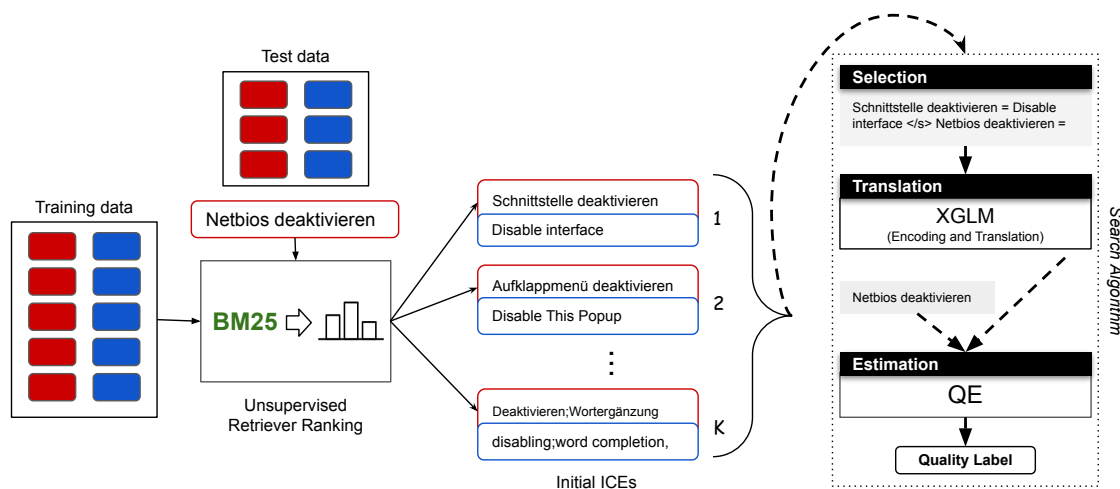 Test data
Training data
Netbios deaktivieren
BM25
Unsupervised
Retriever Ranking
Schnittstelle deaktivieren
Disable interface
1
Aufklappmenü deaktivieren
Disable This Popup
2
Deaktivieren;Wortergänzung
disabling;word completion,
K
Initial ICEs
Selection
Schnittstelle deaktivieren = Disable
interface </s> Netbios deaktivieren =
Translation
XGLM
(Encoding and Translation)
Netbios deaktivieren
Estimation
QE
Quality Label
Search Algorithm